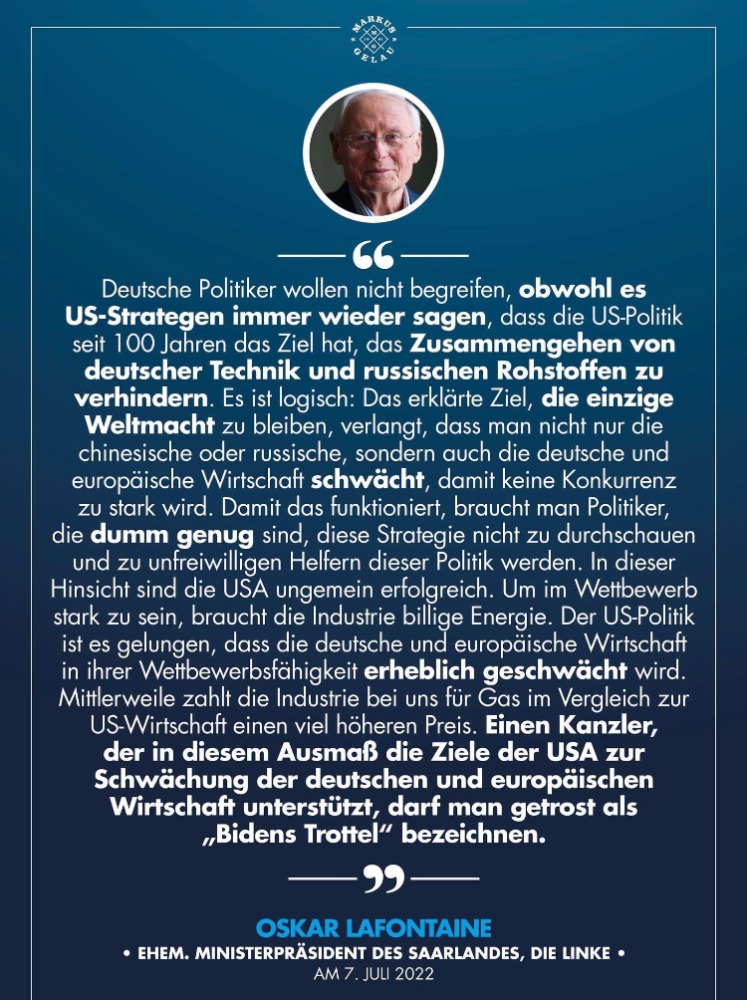 MARKUS
GELAU
“
Deutsche Politiker wollen nicht begreifen, obwohl es
US-Strategen immer wieder sagen, dass die US-Politik
seit 100 Jahren das Ziel hat, das Zusammengehen von
deutscher Technik und russischen Rohstoffen zu
verhindern. Es ist logisch: Das erklärte Ziel, die einzige
Weltmacht zu bleiben, verlangt, dass man nicht nur die
chinesische oder russische, sondern auch die deutsche und
europäische Wirtschaft schwächt, damit keine Konkurrenz
zu stark wird. Damit das funktioniert, braucht man Politiker,
die dumm genug sind, diese Strategie nicht zu durchschauen
und zu unfreiwilligen Helfern dieser Politik werden. In dieser
Hinsicht sind die USA ungemein erfolgreich. Um im Wettbewerb
stark zu sein, braucht die Industrie billige Energie. Der US-Politik
ist es gelungen, dass die deutsche und europäische Wirtschaft
in ihrer Wettbewerbsfähigkeit erheblich geschwächt wird.
Mittlerweile zahlt die Industrie bei uns für Gas im Vergleich zur
US-Wirtschaft einen viel höheren Preis. Einen Kanzler,
der in diesem Ausmaß die Ziele der USA zur
Schwächung der deutschen und europäischen
Wirtschaft unterstützt, darf man getrost als
„Bidens Trottel“ bezeichnen.
”
OSKAR LAFONTAINE
• EHEM. MINISTERPRÄSIDENT DES SAARLANDES, DIE LINKE •
AM 7. JULI 2022